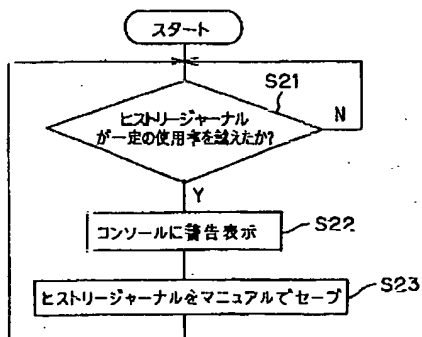 スタート
S21
ヒストリージャーナル
が一定の使用率を越えたか?
N
Y
コンソールに警告表示
S22
ヒストリージャーナルをマニュアルでセーブ
S23